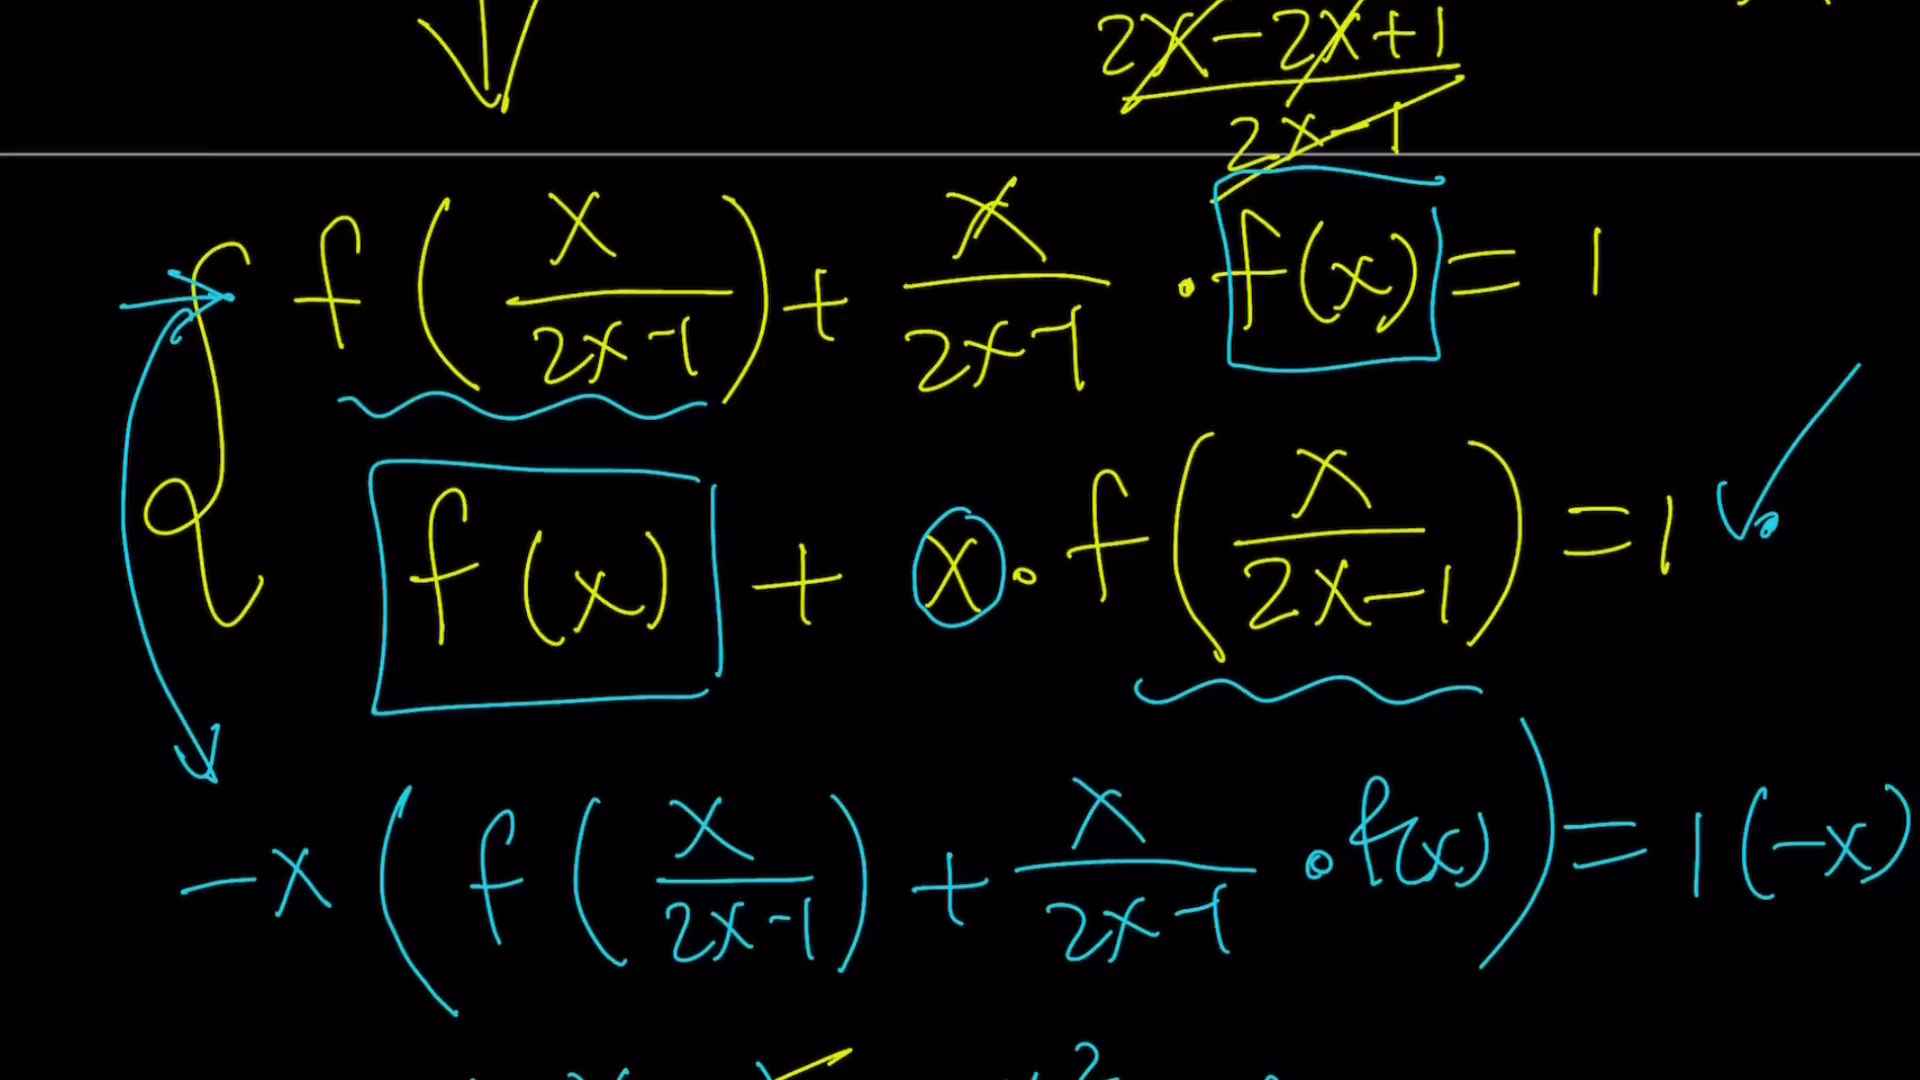 (2x-2x+1)/(2x-1)
f(x/(2x-1)) + x/(2x-1) · f(x) = 1
f(x) + x · f(x/(2x-1)) = 1
-x(f(x/(2x-1)) + x/(2x-1) · f(x)) = 1(-x)